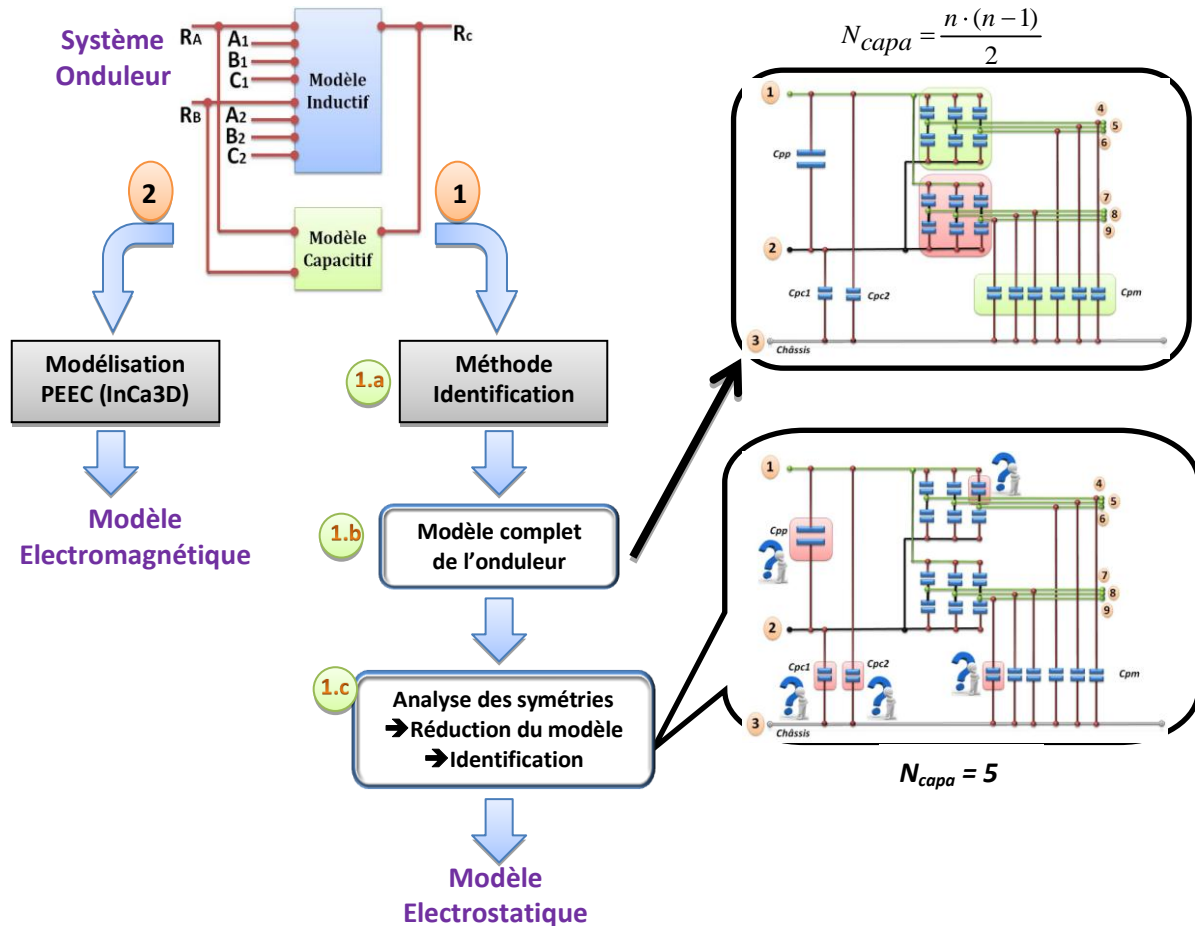 Système
Onduleur
RA
A1
B1
C1
RB
A2
B2
C2
Rc
Modèle
Inductif
Modèle
Capacitif
2
1
Modélisation
PEEC (InCa3D)
Modèle
Electromagnétique
1.a
Méthode
Identification
1.b
Modèle complet
de l'onduleur
1.c
Analyse des symétries
➔Réduction du modèle
➔Identification
Modèle
Electrostatique
N_capa = n · (n − 1) / 2
1
4
5
6
Cpp
7
8
9
2
Cpc1
Cpc2
Cpm
3
Châssis
1
?
4
5
6
Cpp
?
7
8
9
2
Cpc1
Cpc2
?
Cpm
?
?
3
Châssis
Ncapa = 5